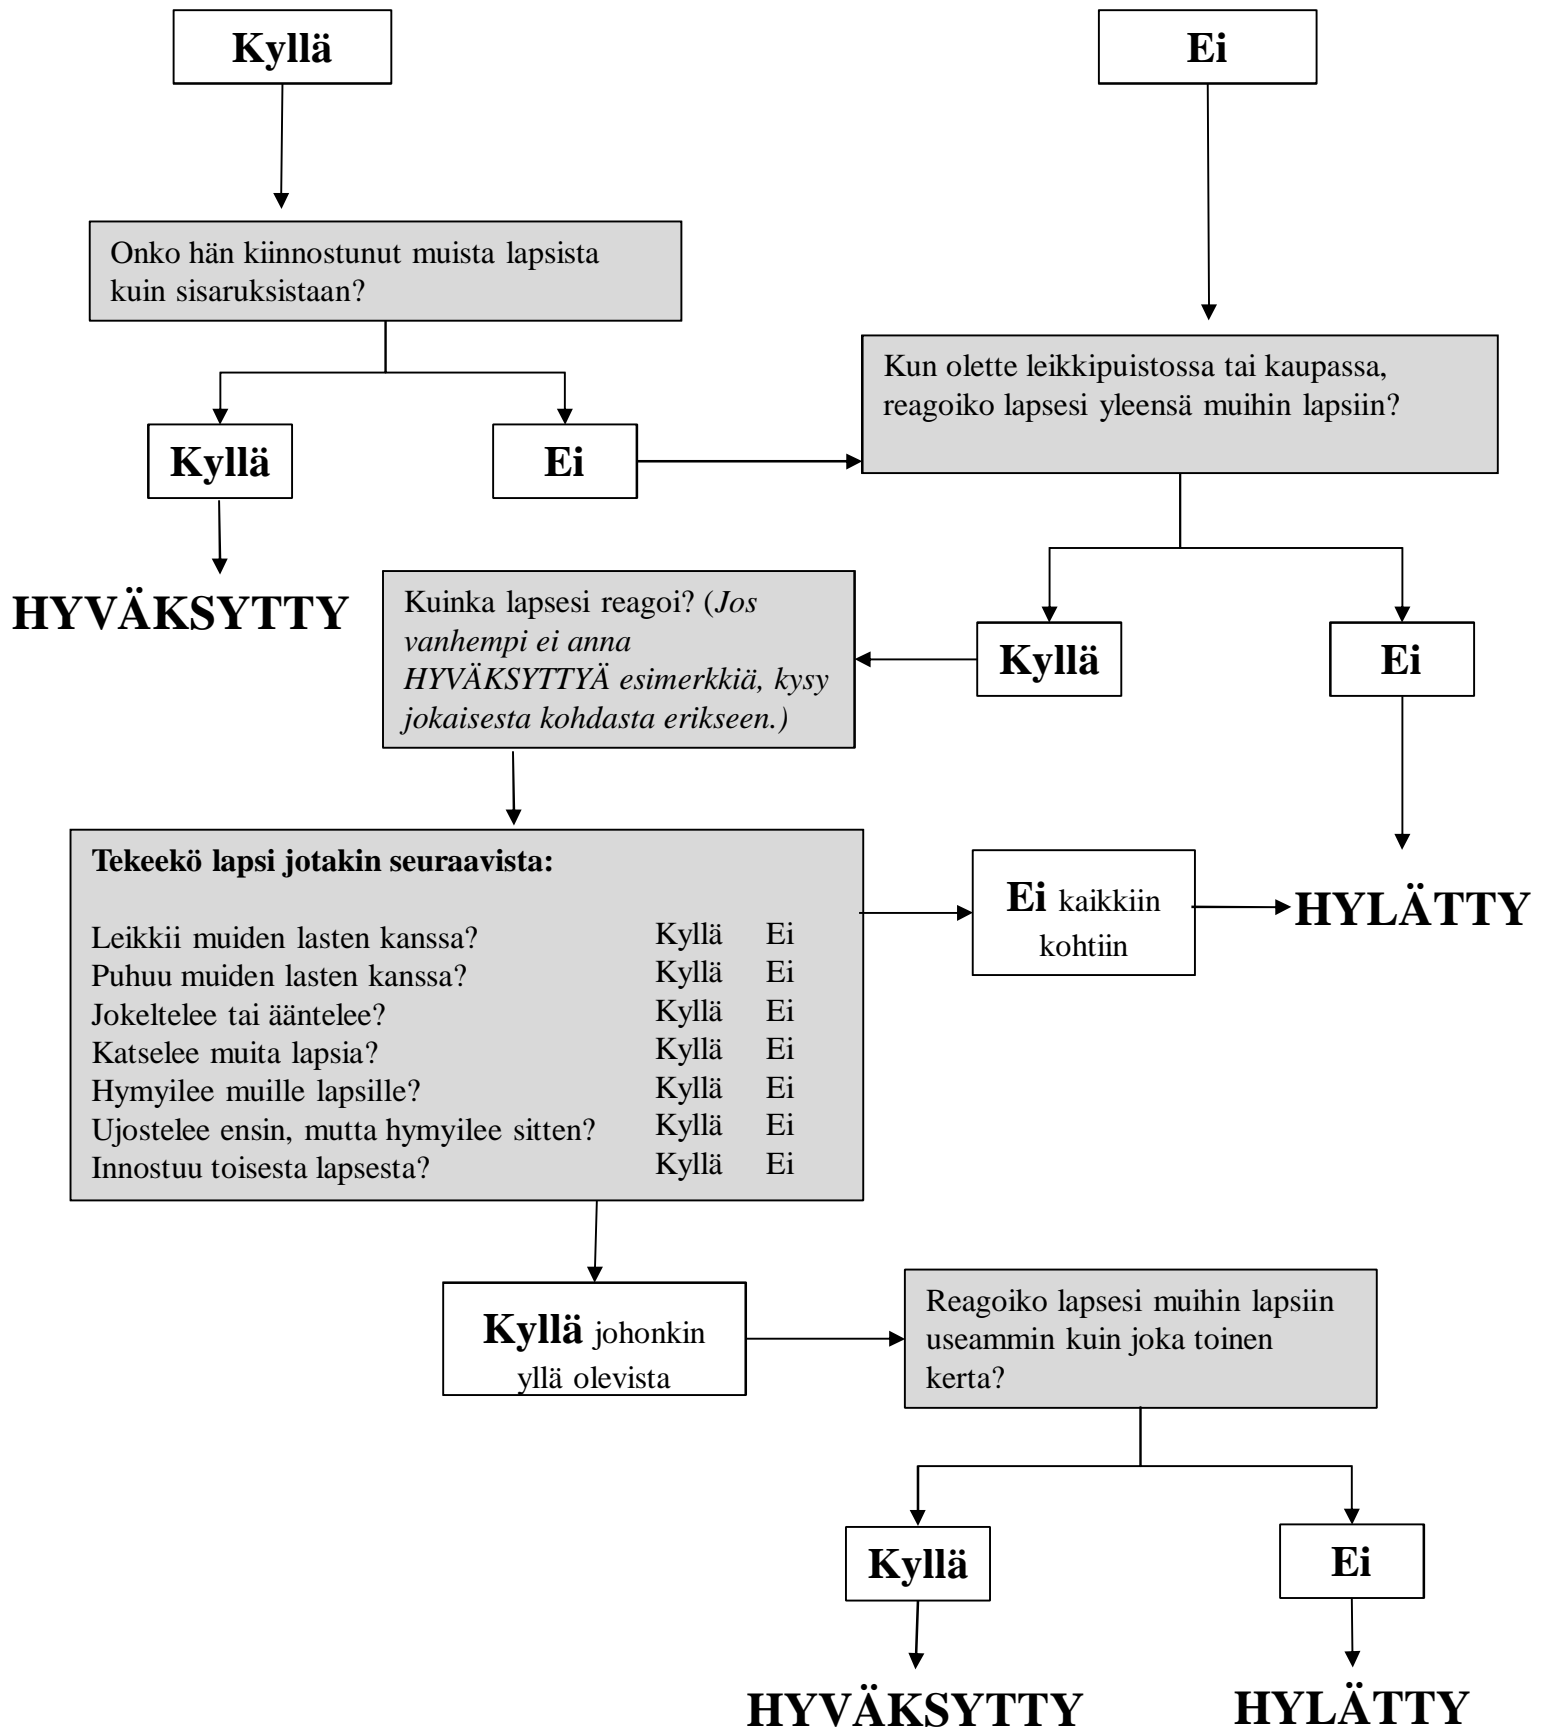 Kyllä
Ei
Onko hän kiinnostunut muista lapsista
kuin sisaruksistaan?
Kun olette leikkipuistossa tai kaupassa,
reagoiko lapsesi yleensä muihin lapsiin?
Kyllä
Ei
HYVÄKSYTTY
Kuinka lapsesi reagoi? (Jos
vanhempi ei anna
HYVÄKSYTTYÄ esimerkkiä, kysy
jokaisesta kohdasta erikseen.)
Kyllä
Ei
Tekeekö lapsi jotakin seuraavista:
Leikkii muiden lasten kanssa? Kyllä Ei
Puhuu muiden lasten kanssa? Kyllä Ei
Jokeltelee tai ääntelee? Kyllä Ei
Katselee muita lapsia? Kyllä Ei
Hymyilee muille lapsille? Kyllä Ei
Ujostelee ensin, mutta hymyilee sitten? Kyllä Ei
Innostuu toisesta lapsesta? Kyllä Ei
Ei kaikkiin
kohtiin
HYLÄTTY
Kyllä johonkin
yllä olevista
Reagoiko lapsesi muihin lapsiin
useammin kuin joka toinen
kerta?
Kyllä
Ei
HYVÄKSYTTY
HYLÄTTY